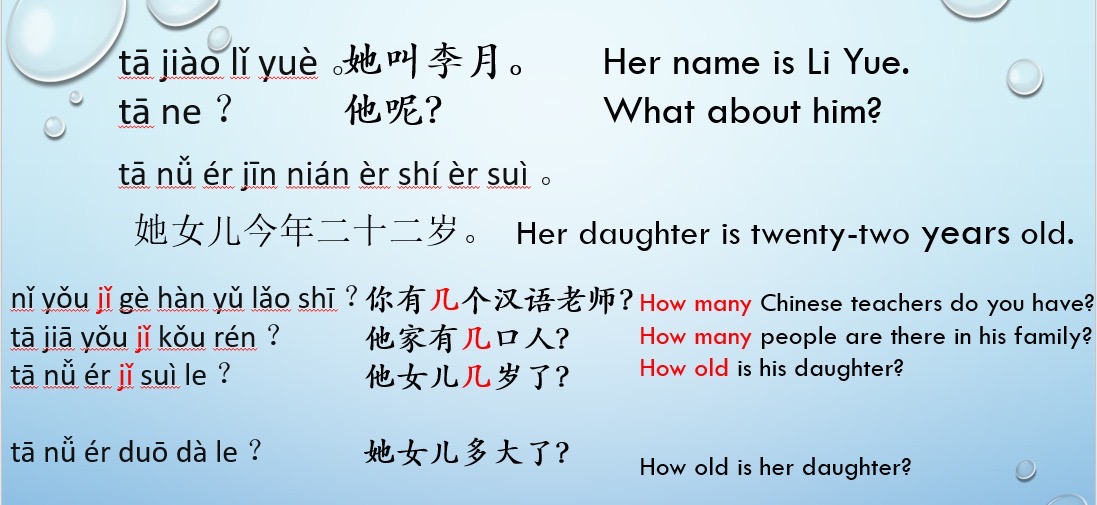 tā jiào lǐ yuè 。她叫李月。 Her name is Li Yue.
tā ne ? 他呢? What about him?
tā nǚ ér jīn nián èr shí èr suì 。
她女儿今年二十二岁。 Her daughter is twenty-two years old.
nǐ yǒu jǐ gè hàn yǔ lǎo shī ? 你有几个汉语老师? How many Chinese teachers do you have?
tā jiā yǒu jǐ kǒu rén ? 他家有几口人? How many people are there in his family?
tā nǚ ér jǐ suì le ? 他女儿几岁了? How old is his daughter?
tā nǚ ér duō dà le ? 她女儿多大了? How old is her daughter?